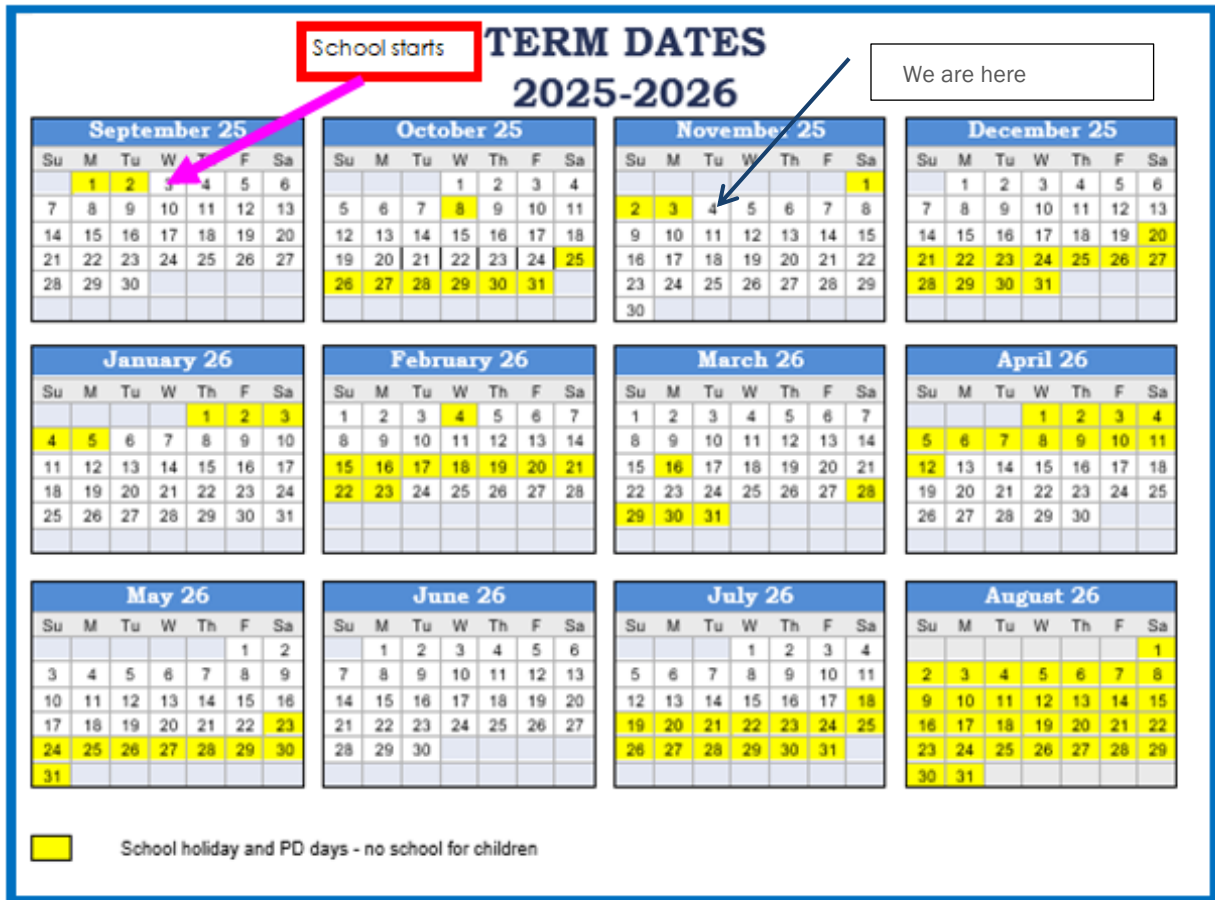 School starts
TERM DATES
2025-2026
We are here
September 25 October 25 November 25 December 25
Su M Tu W Th F Sa Su M Tu W Th F Sa Su M Tu W Th F Sa Su M Tu W Th F Sa
1 2 3 4 5 6 1 2 3 4 1 1 2 3 4 5 6
7 8 9 10 11 12 13 5 6 7 8 9 10 11 2 3 4 5 6 7 8 7 8 9 10 11 12 13
14 15 16 17 18 19 20 12 13 14 15 16 17 18 9 10 11 12 13 14 15 14 15 16 17 18 19 20
21 22 23 24 25 26 27 19 20 21 22 23 24 25 16 17 18 19 20 21 22 21 22 23 24 25 26 27
28 29 30 26 27 28 29 30 31 23 24 25 26 27 28 29 28 29 30 31
30
January 26 February 26 March 26 April 26
Su M Tu W Th F Sa Su M Tu W Th F Sa Su M Tu W Th F Sa Su M Tu W Th F Sa
1 2 3 1 2 3 4 5 6 7 1 2 3 4 5 6 7 1 2 3 4
4 5 6 7 8 9 10 8 9 10 11 12 13 14 8 9 10 11 12 13 14 5 6 7 8 9 10 11
11 12 13 14 15 16 17 15 16 17 18 19 20 21 15 16 17 18 19 20 21 12 13 14 15 16 17 18
18 19 20 21 22 23 24 22 23 24 25 26 27 28 22 23 24 25 26 27 28 19 20 21 22 23 24 25
25 26 27 28 29 30 31 29 30 31 26 27 28 29 30
May 26 June 26 July 26 August 26
Su M Tu W Th F Sa Su M Tu W Th F Sa Su M Tu W Th F Sa Su M Tu W Th F Sa
1 2 1 2 3 4 5 6 1 2 3 4 1
3 4 5 6 7 8 9 7 8 9 10 11 12 13 5 6 7 8 9 10 11 2 3 4 5 6 7 8
10 11 12 13 14 15 16 14 15 16 17 18 19 20 12 13 14 15 16 17 18 9 10 11 12 13 14 15
17 18 19 20 21 22 23 21 22 23 24 25 26 27 19 20 21 22 23 24 25 16 17 18 19 20 21 22
24 25 26 27 28 29 30 28 29 30 26 27 28 29 30 31 23 24 25 26 27 28 29
31 30 31
School holiday and PD days - no school for children